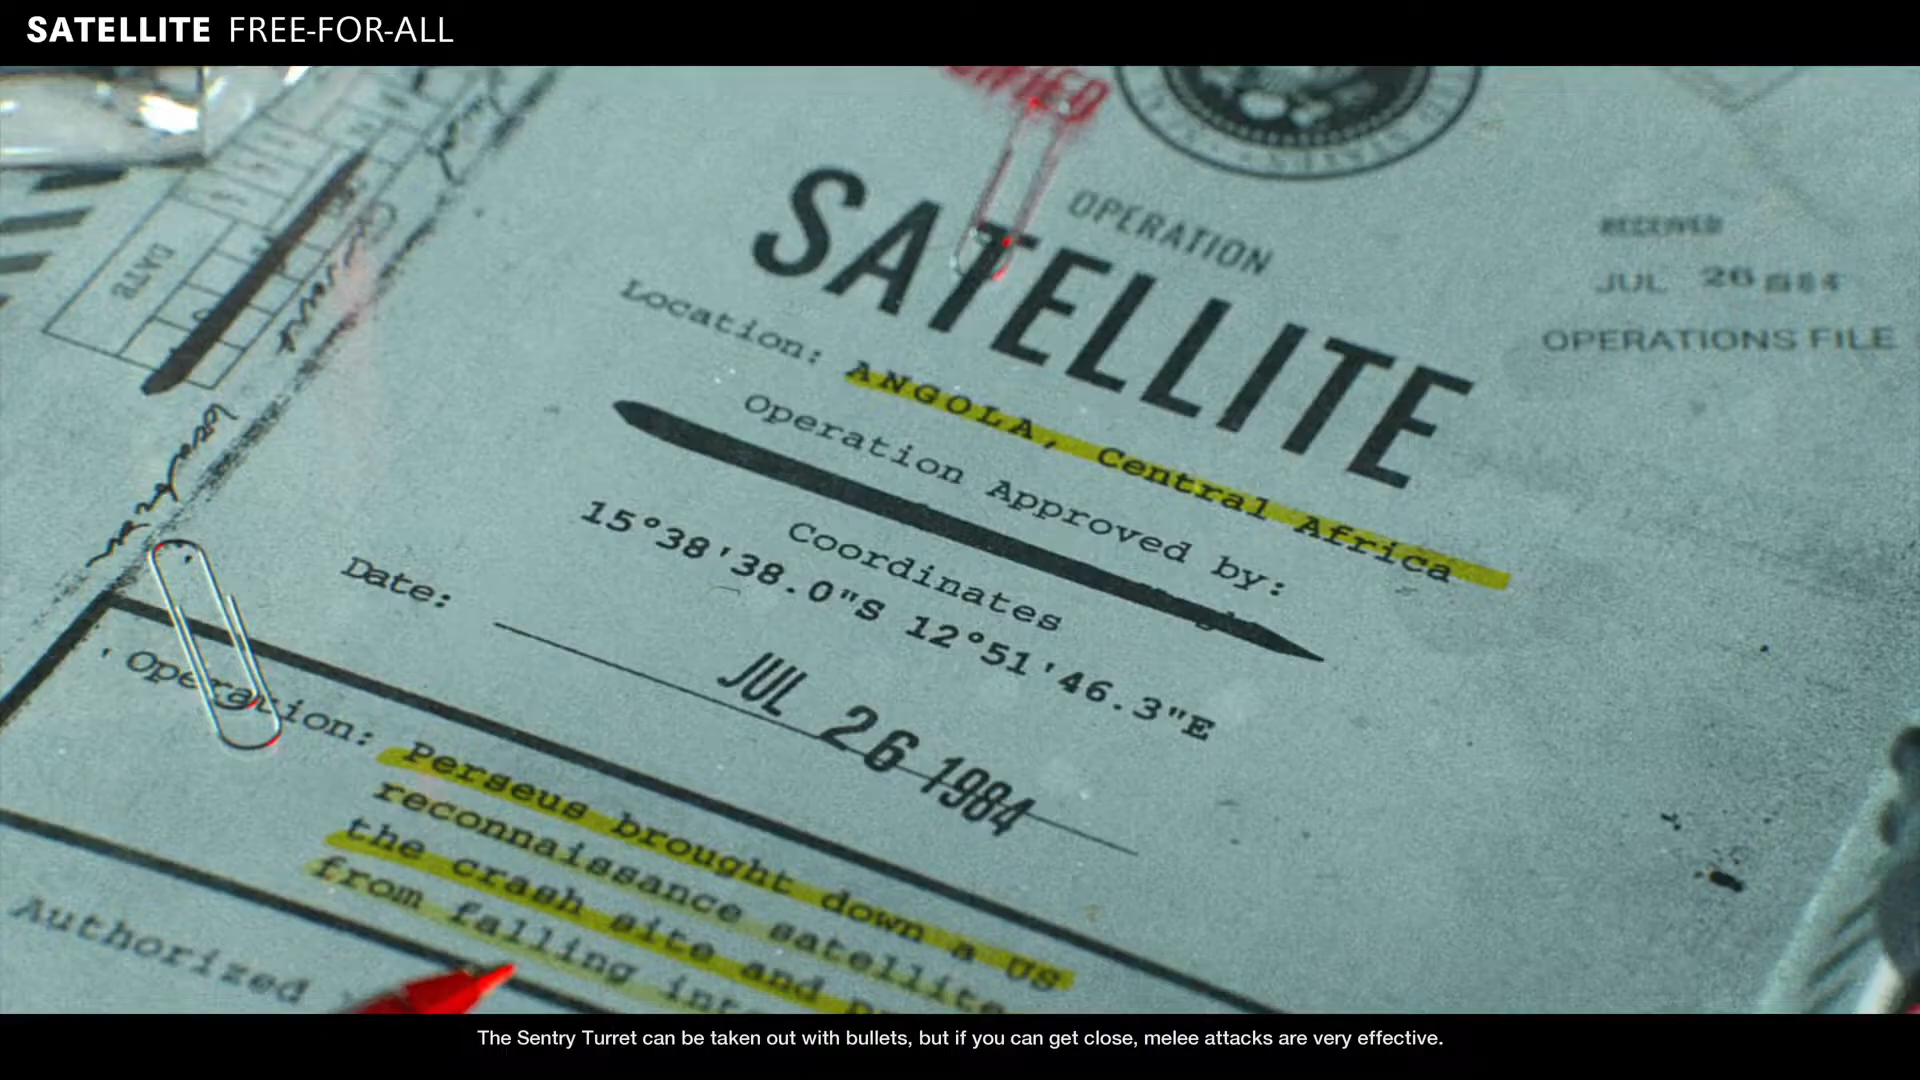 SATELLITE FREE-FOR-ALL
OPERATION
SATELLITE
Location: ANGOLA, Central Africa
Operation Approved by:
Coordinates
15°38'38.0"S 12°51'46.3"E
Date:
JUL 26 1984
RECEIVED
JUL 26 1984
OPERATIONS FILE
DATE
Operation: Perseus brought down a US
reconnaissance satellite
the crash site and
from falling
Authorized
The Sentry Turret can be taken out with bullets, but if you can get close, melee attacks are very effective.